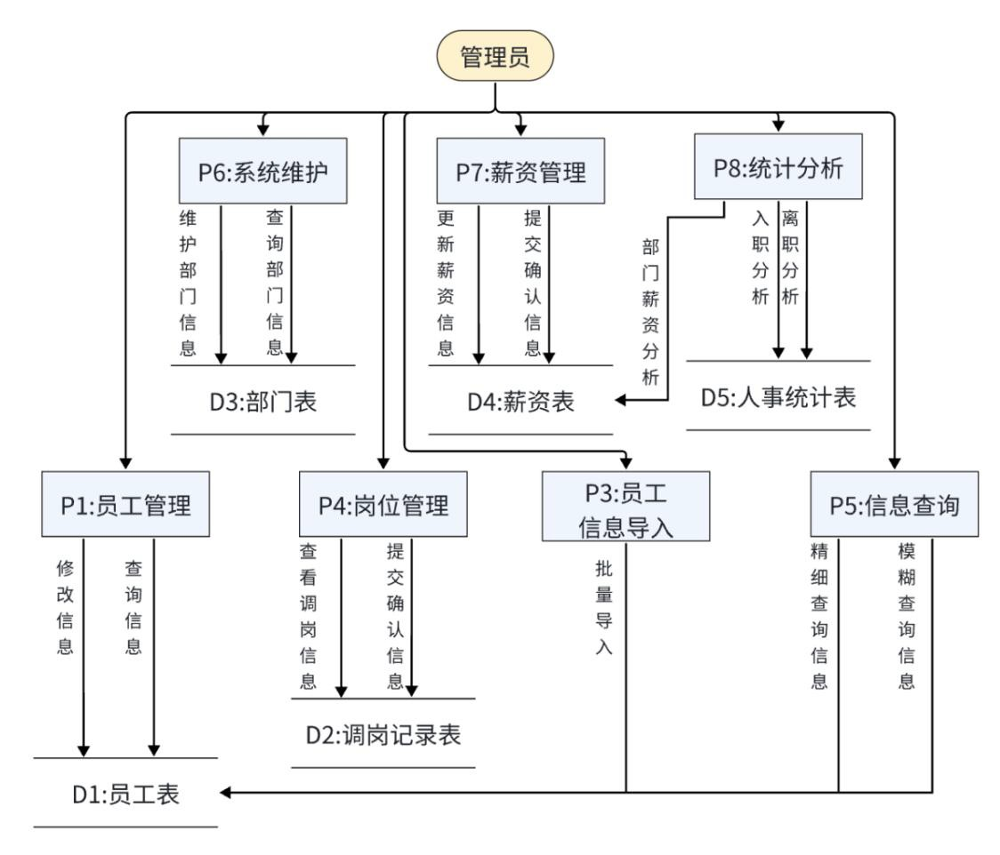 管理员
P6:系统维护
P7:薪资管理
P8:统计分析
维护部门信息
查询部门信息
更新薪资信息
提交确认信息
部门薪资分析
入职分析
离职分析
D3:部门表
D4:薪资表
D5:人事统计表
P1:员工管理
P4:岗位管理
P3:员工
信息导入
P5:信息查询
修改信息
查询信息
查看调岗信息
提交确认信息
批量导入
精细查询信息
模糊查询信息
D2:调岗记录表
D1:员工表